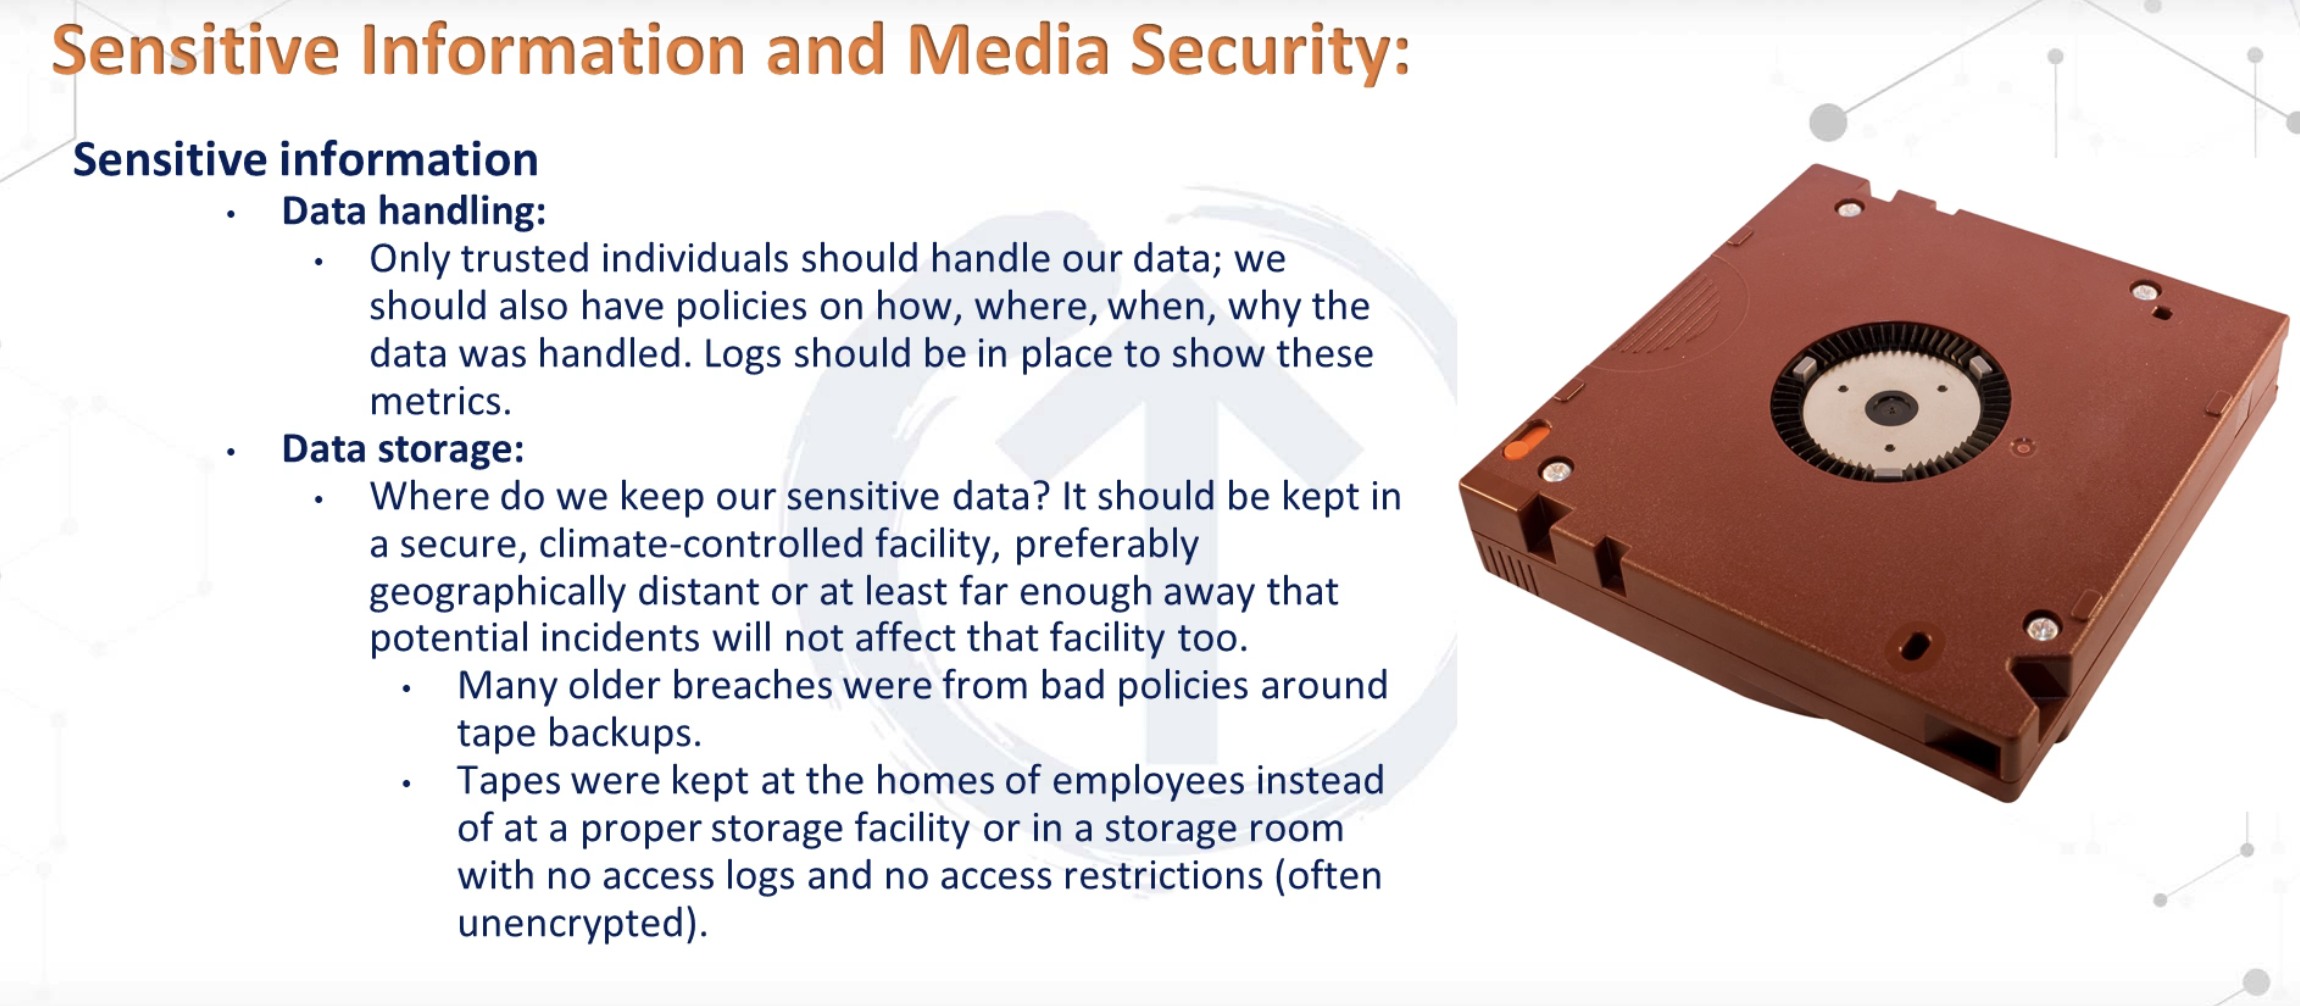 Sensitive Information and Media Security:
Sensitive information
• Data handling:
• Only trusted individuals should handle our data; we
should also have policies on how, where, when, why the
data was handled. Logs should be in place to show these
metrics.
• Data storage:
• Where do we keep our sensitive data? It should be kept in
a secure, climate-controlled facility, preferably
geographically distant or at least far enough away that
potential incidents will not affect that facility too.
• Many older breaches were from bad policies around
tape backups.
• Tapes were kept at the homes of employees instead
of at a proper storage facility or in a storage room
with no access logs and no access restrictions (often
unencrypted).